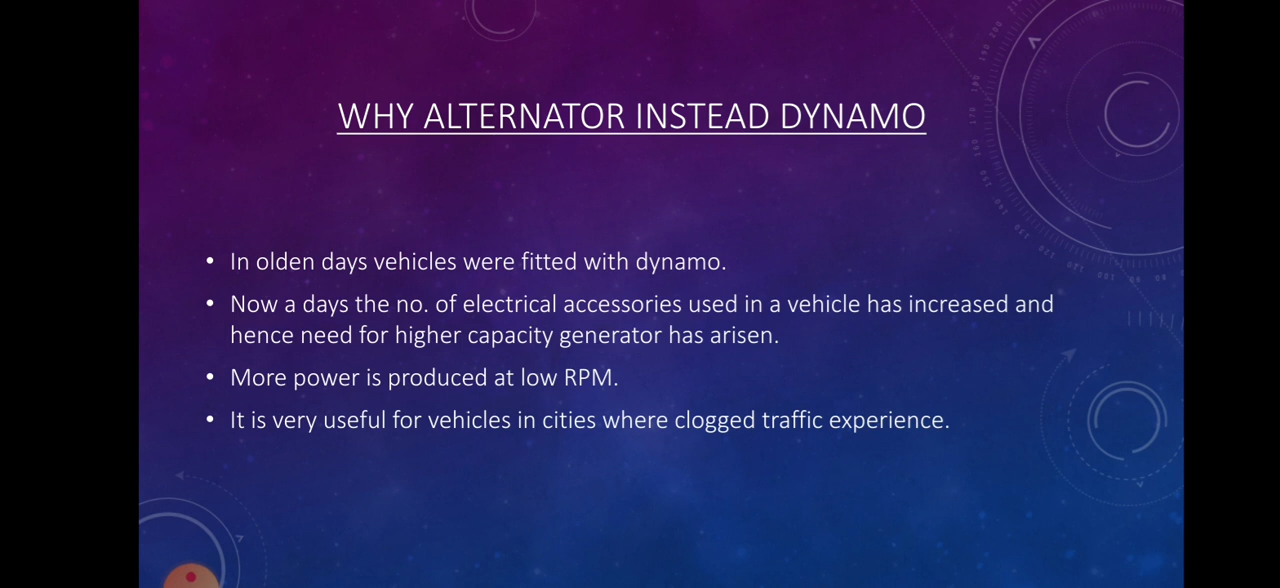 WHY ALTERNATOR INSTEAD DYNAMO
• In olden days vehicles were fitted with dynamo.
• Now a days the no. of electrical accessories used in a vehicle has increased and
hence need for higher capacity generator has arisen.
• More power is produced at low RPM.
• It is very useful for vehicles in cities where clogged traffic experience.